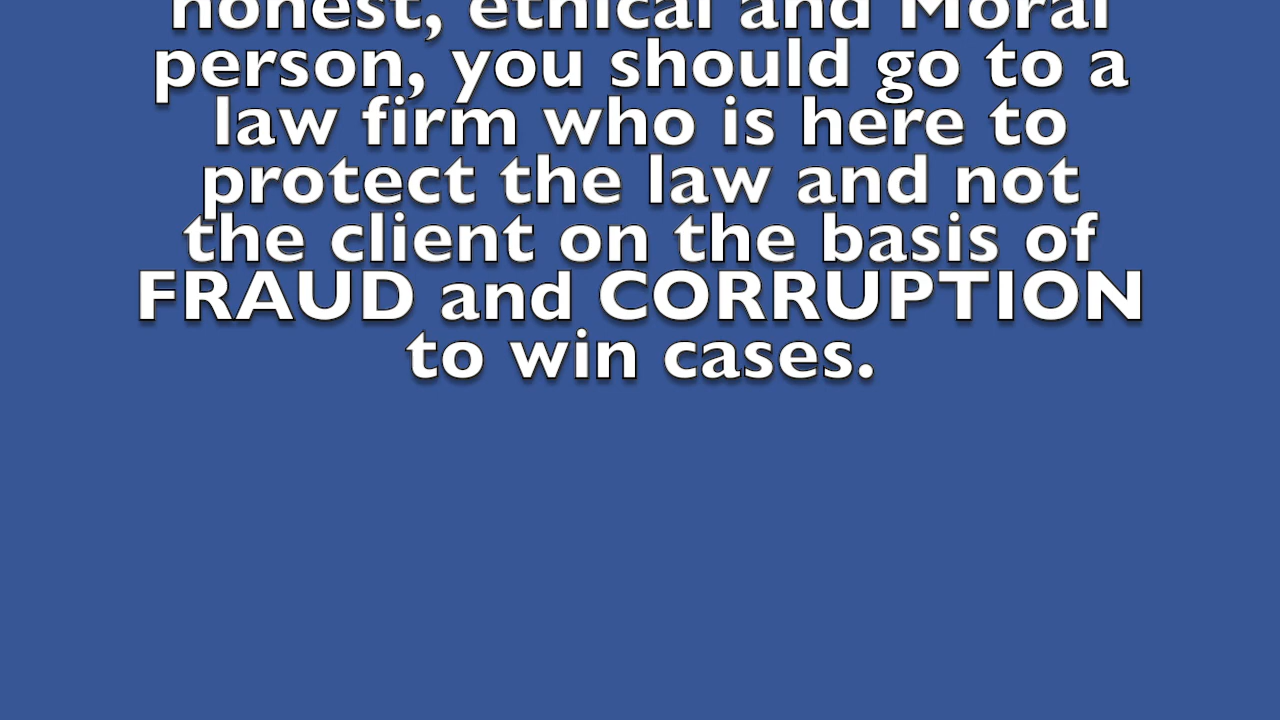 honest, ethical and Moral
person, you should go to a
law firm who is here to
protect the law and not
the client on the basis of
FRAUD and CORRUPTION
to win cases.